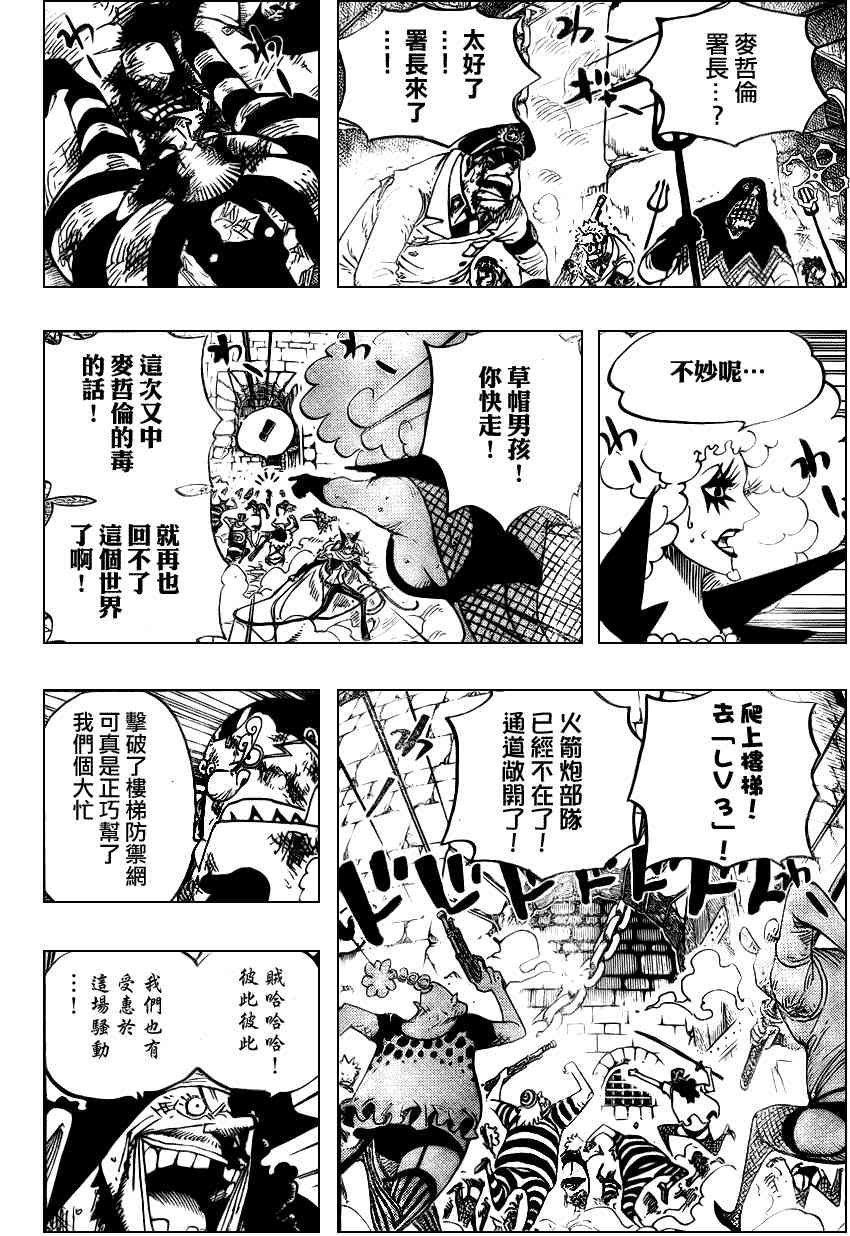 麥哲倫
署長…?
太好了
…!
署長來了
…!
不妙呢…
草帽男孩!
你快走!
這次又中
麥哲倫的毒
的話!
就再也
回不了
這個世界
了啊!
爬上樓梯!
去「LV3」!
火箭炮部隊
已經不在了!
通道敞開了!
ドドドドド
擊破了樓梯防禦網
可真是正巧幫了
我們個大忙
賊哈哈哈!
彼此彼此
我們也有
受惠於
這場騷動
…!